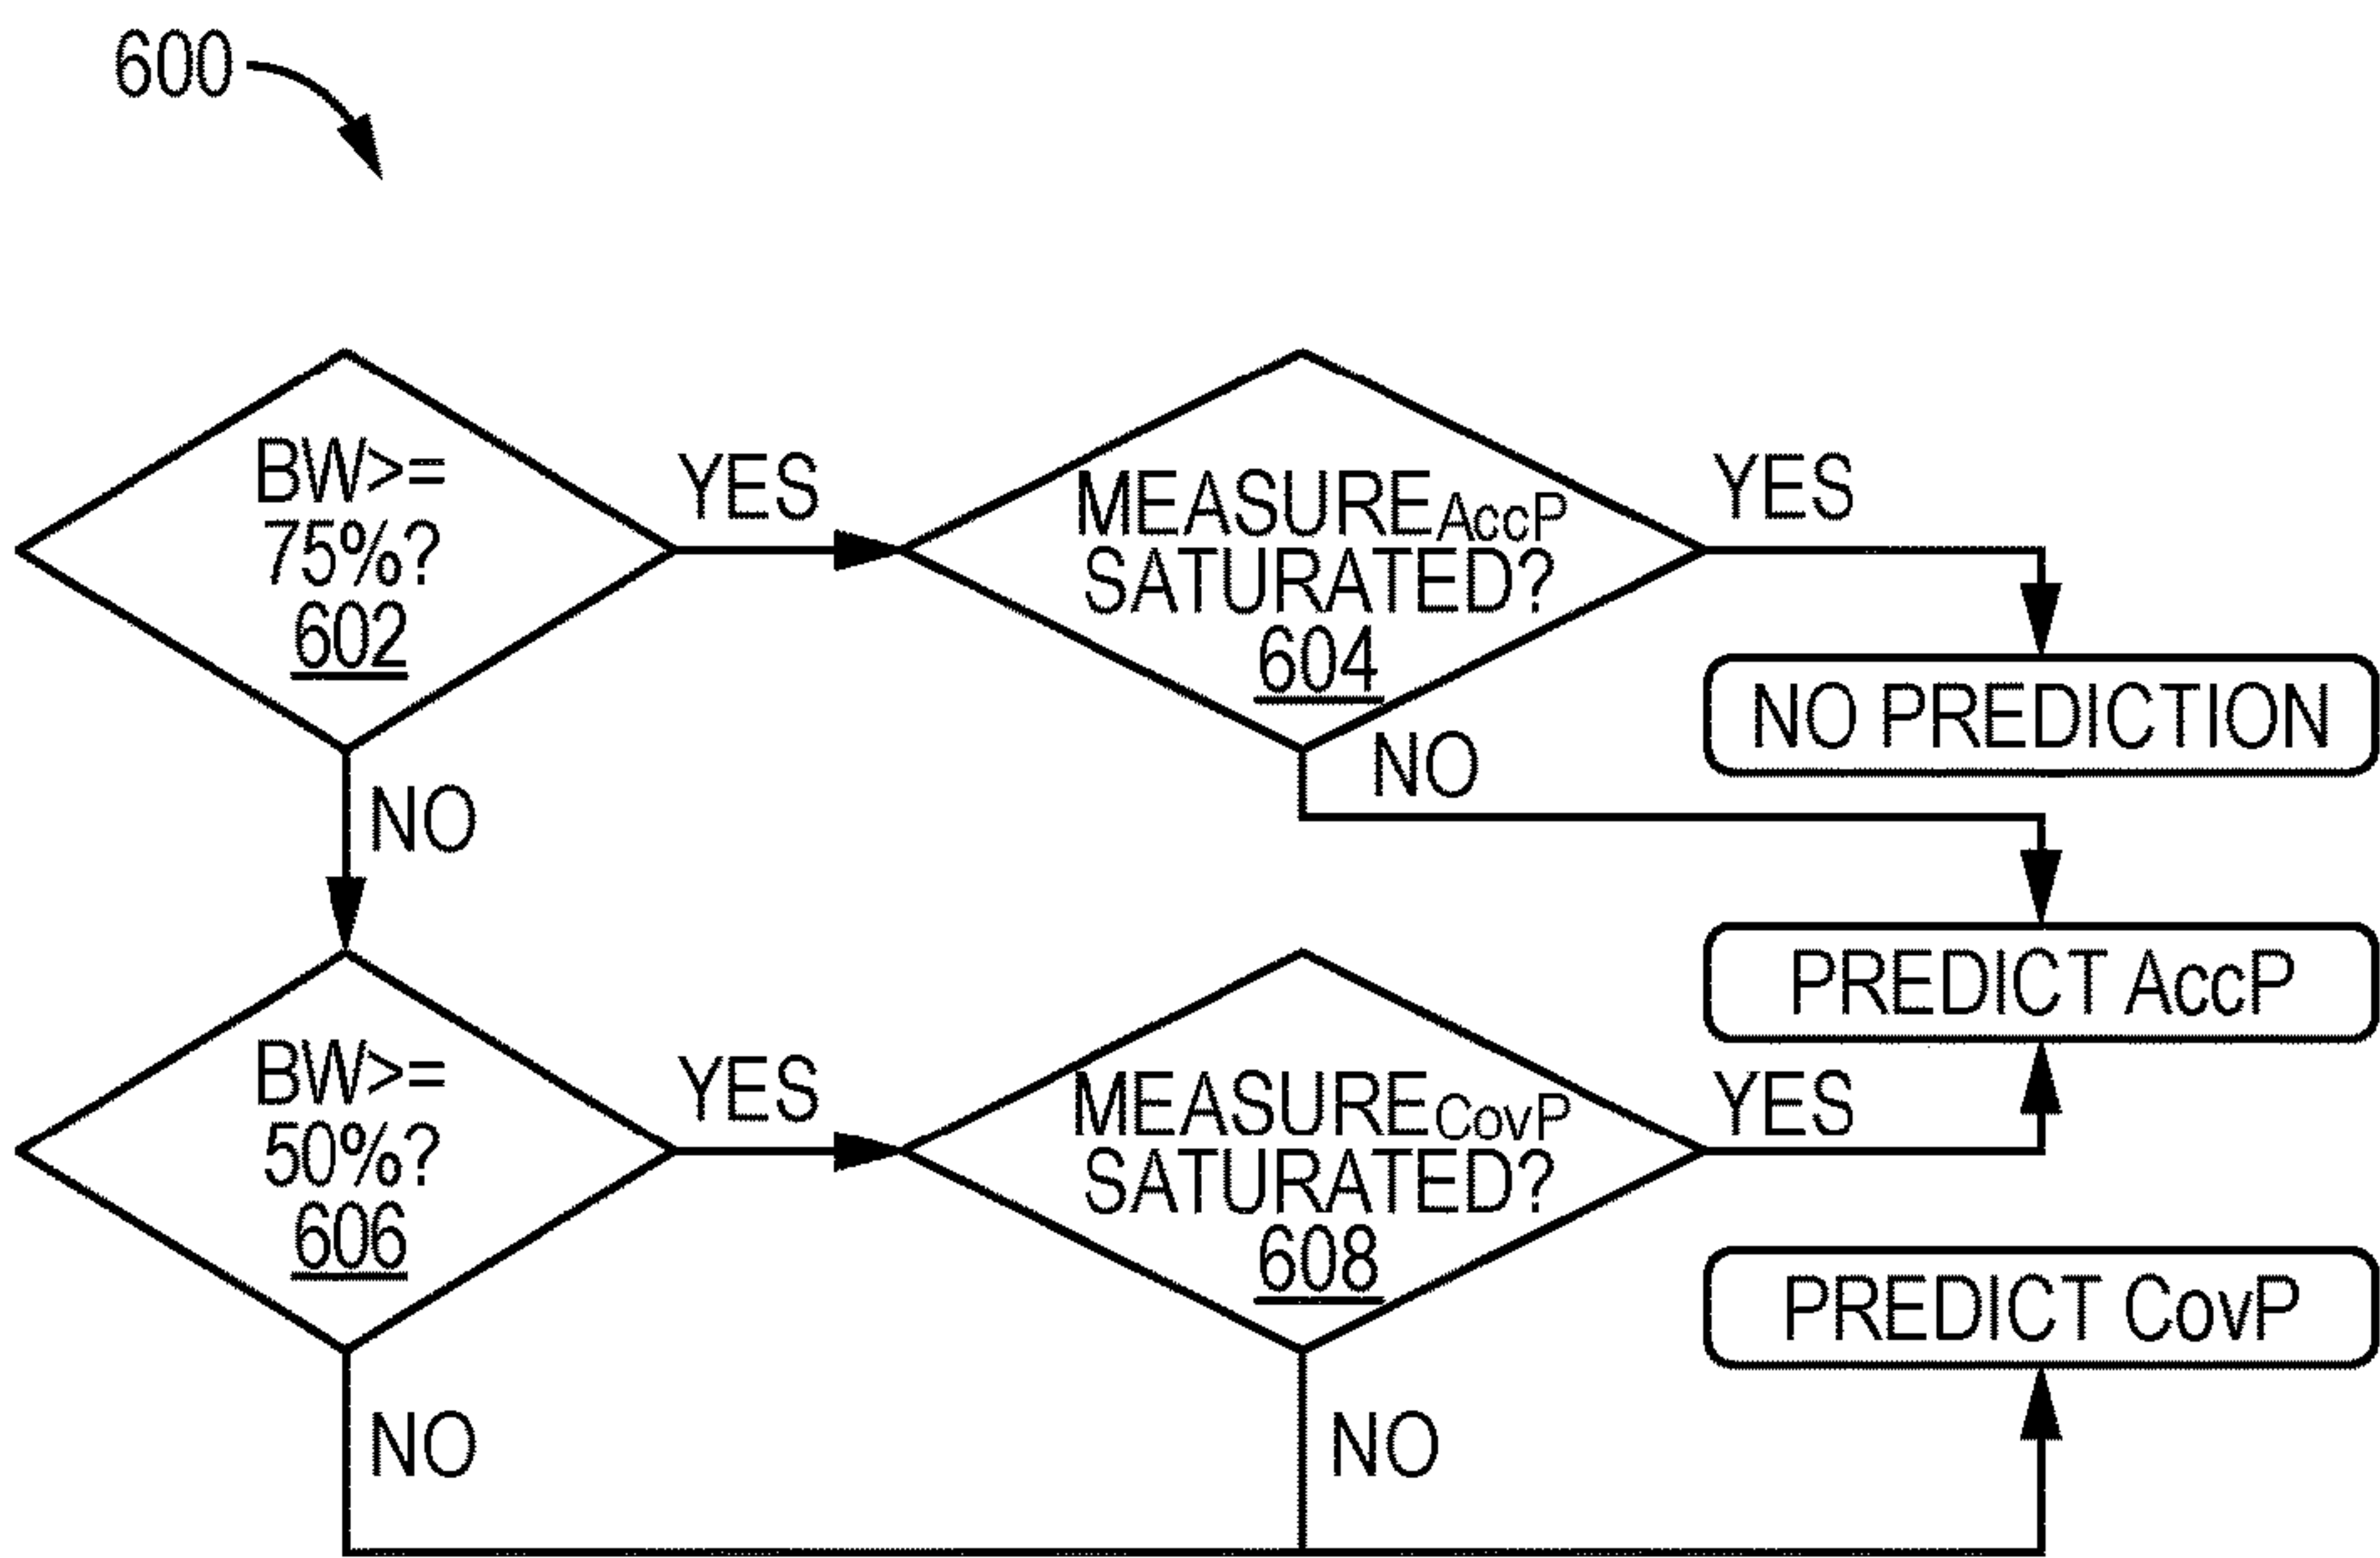 600
BW>=
75%?
602
YES
MEASUREAccP
SATURATED?
604
YES
NO PREDICTION
NO
NO
PREDICT AccP
BW>=
50%?
606
YES
MEASURECovP
SATURATED?
608
YES
PREDICT CovP
NO
NO